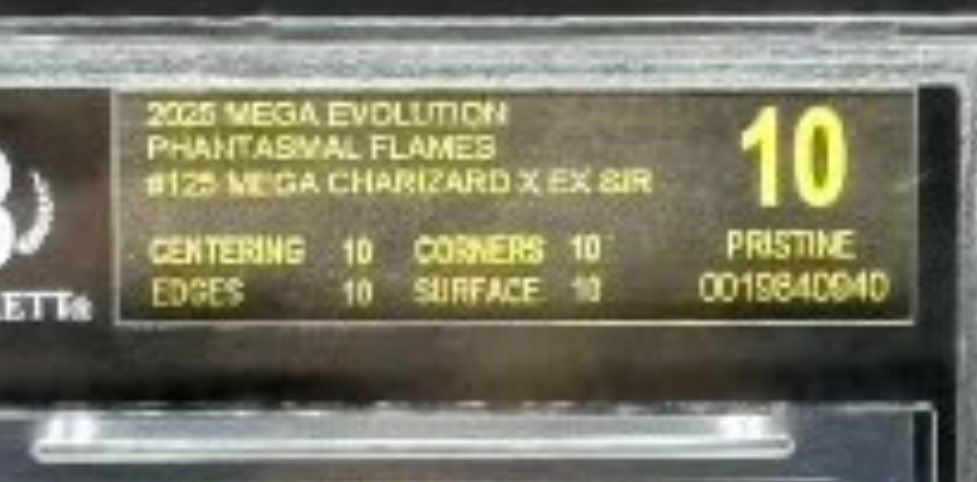 2025 MEGA EVOLUTION
PHANTASMAL FLAMES
#125 MEGA CHARIZARD X EX SIR
CENTERING 10 CORNERS 10
EDGES 10 SURFACE 10
10
PRISTINE